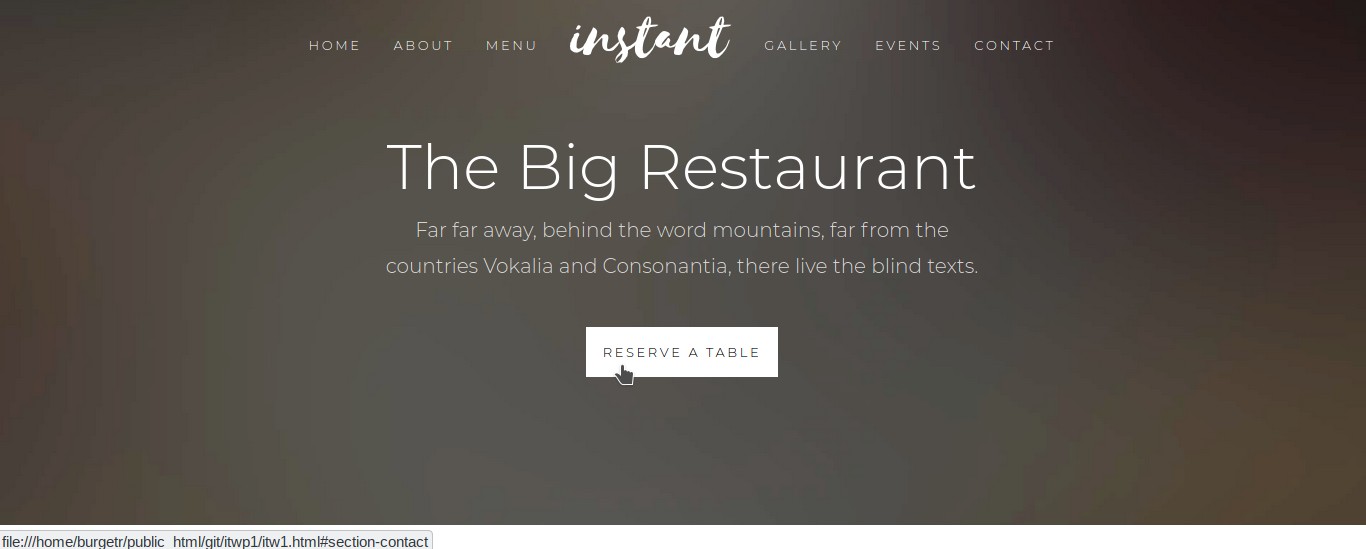 HOME ABOUT MENU instant GALLERY EVENTS CONTACT
The Big Restaurant
Far far away, behind the word mountains, far from the
countries Vokalia and Consonantia, there live the blind texts.
RESERVE A TABLE
file:///home/burgetr/public_html/git/itwp1/itw1.html#section-contact